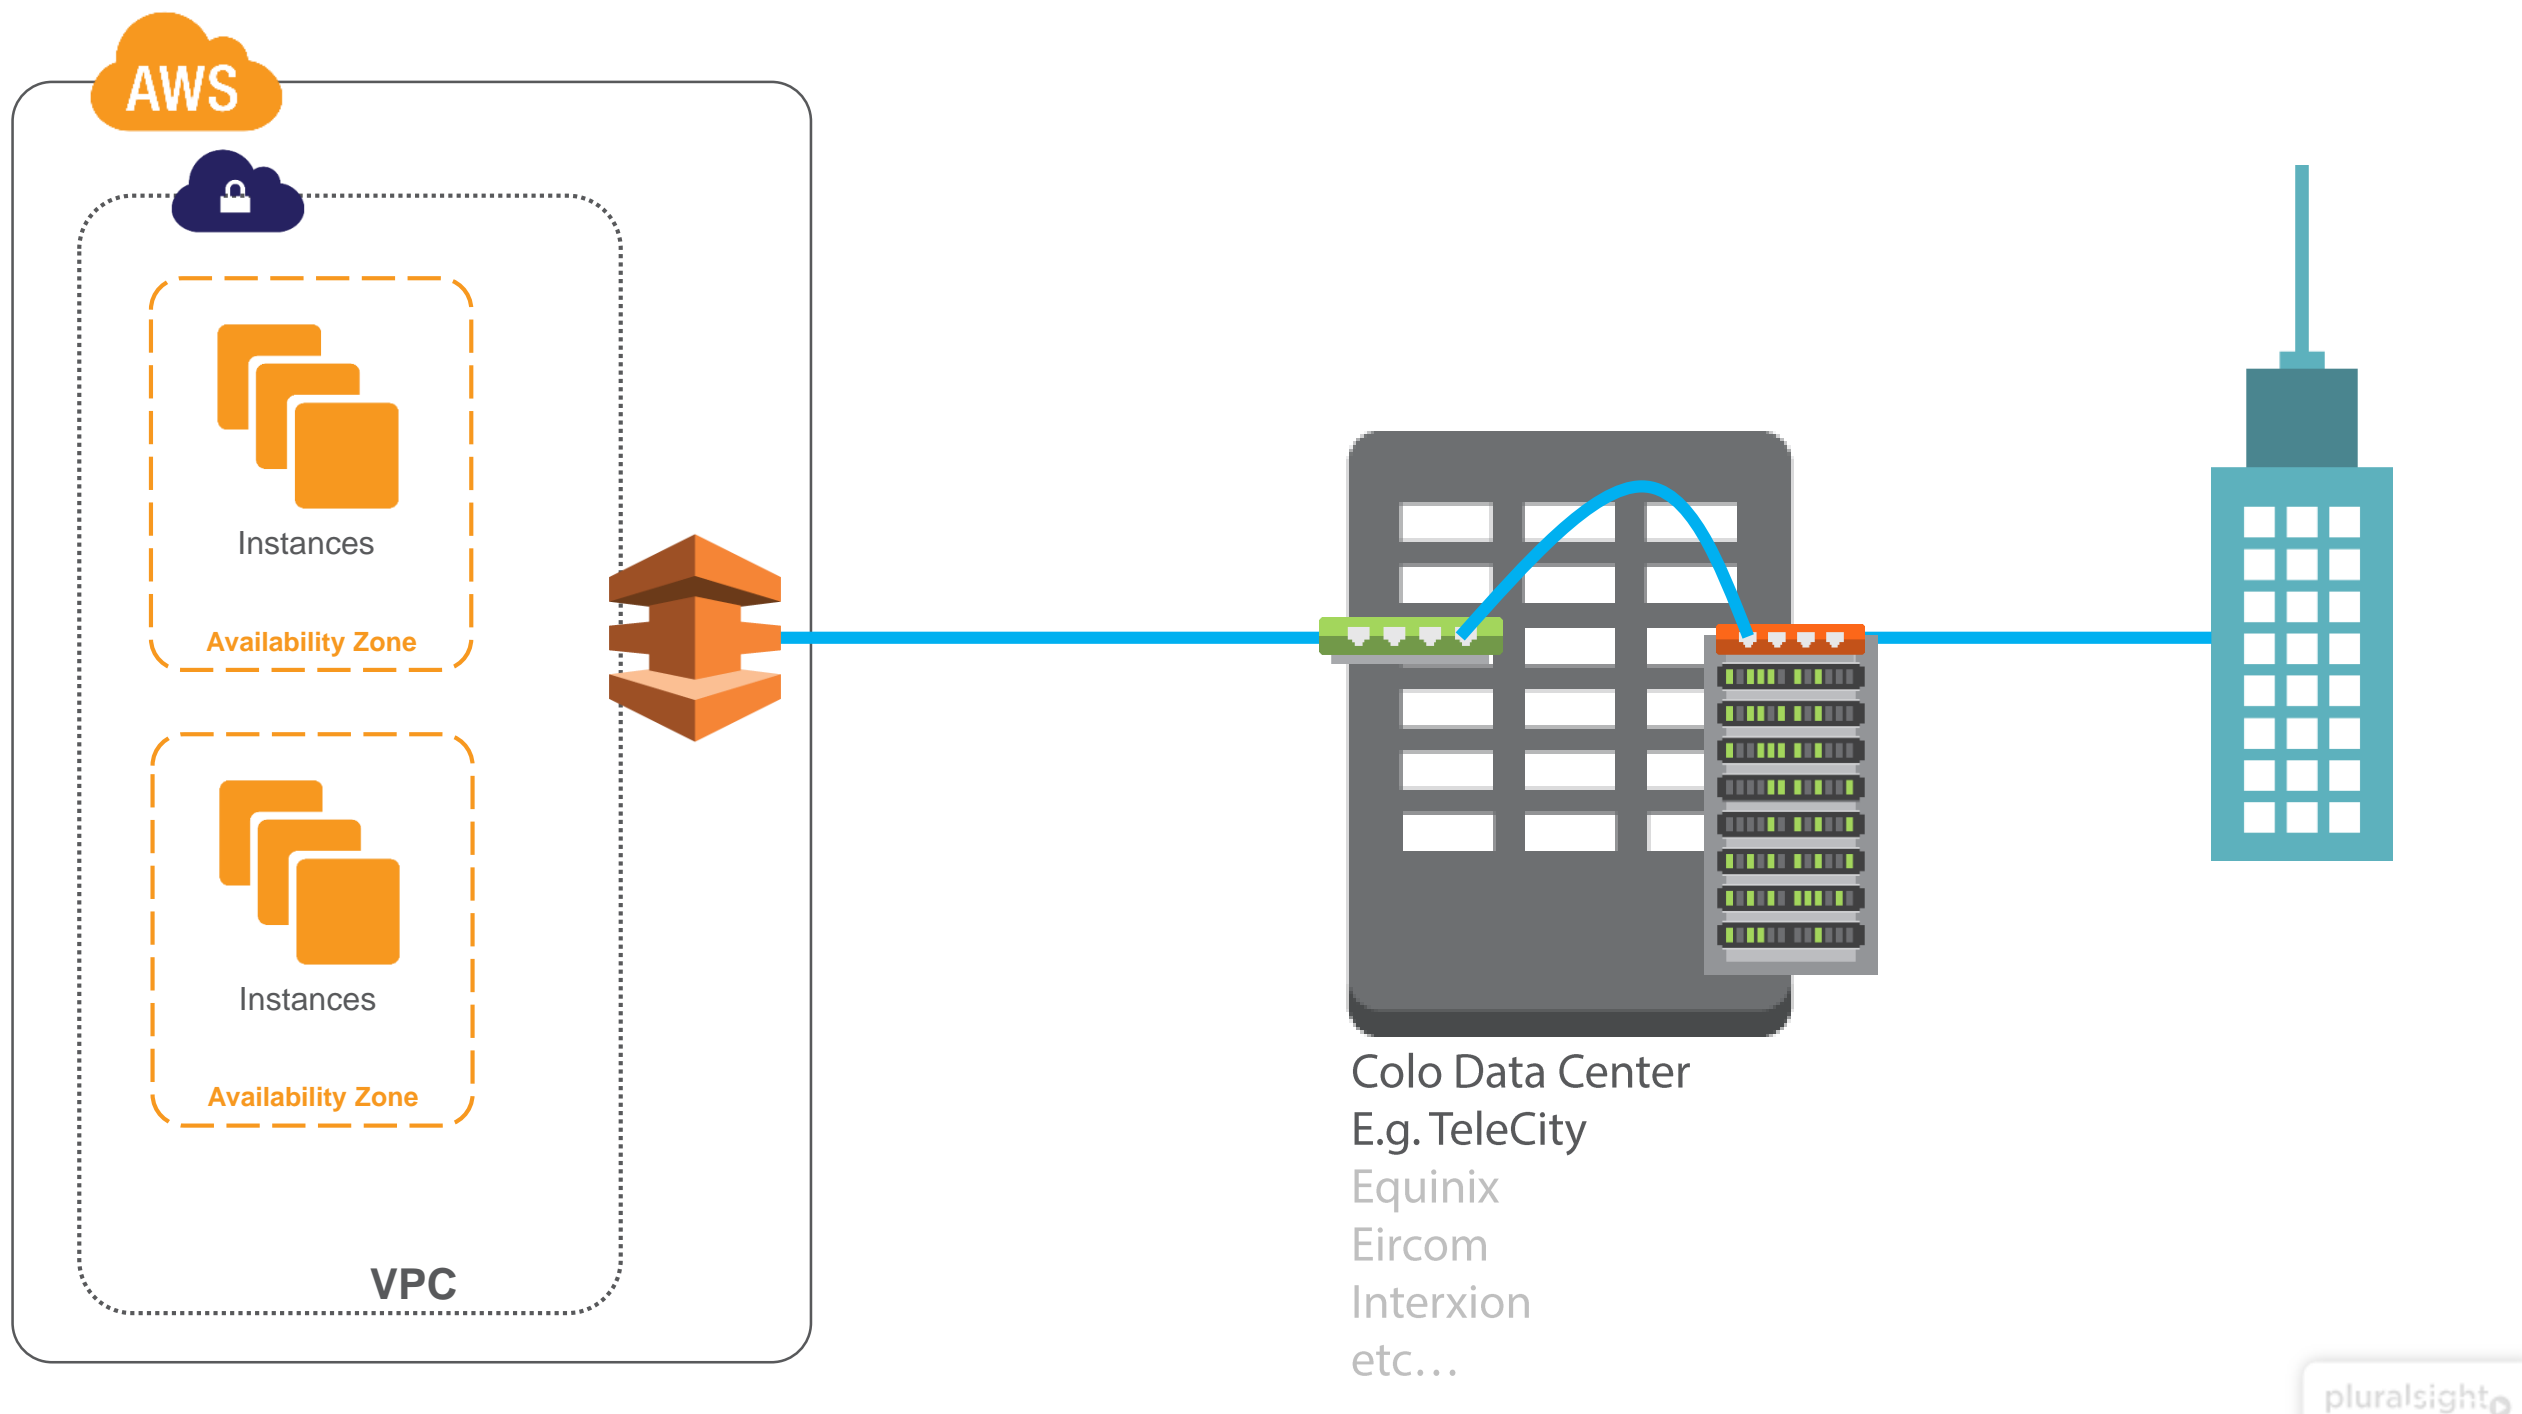 AWS
Instances
Availability Zone
Instances
Availability Zone
VPC
Colo Data Center
E.g. TeleCity
Equinix
Eircom
Interxion
etc...
pluralsight